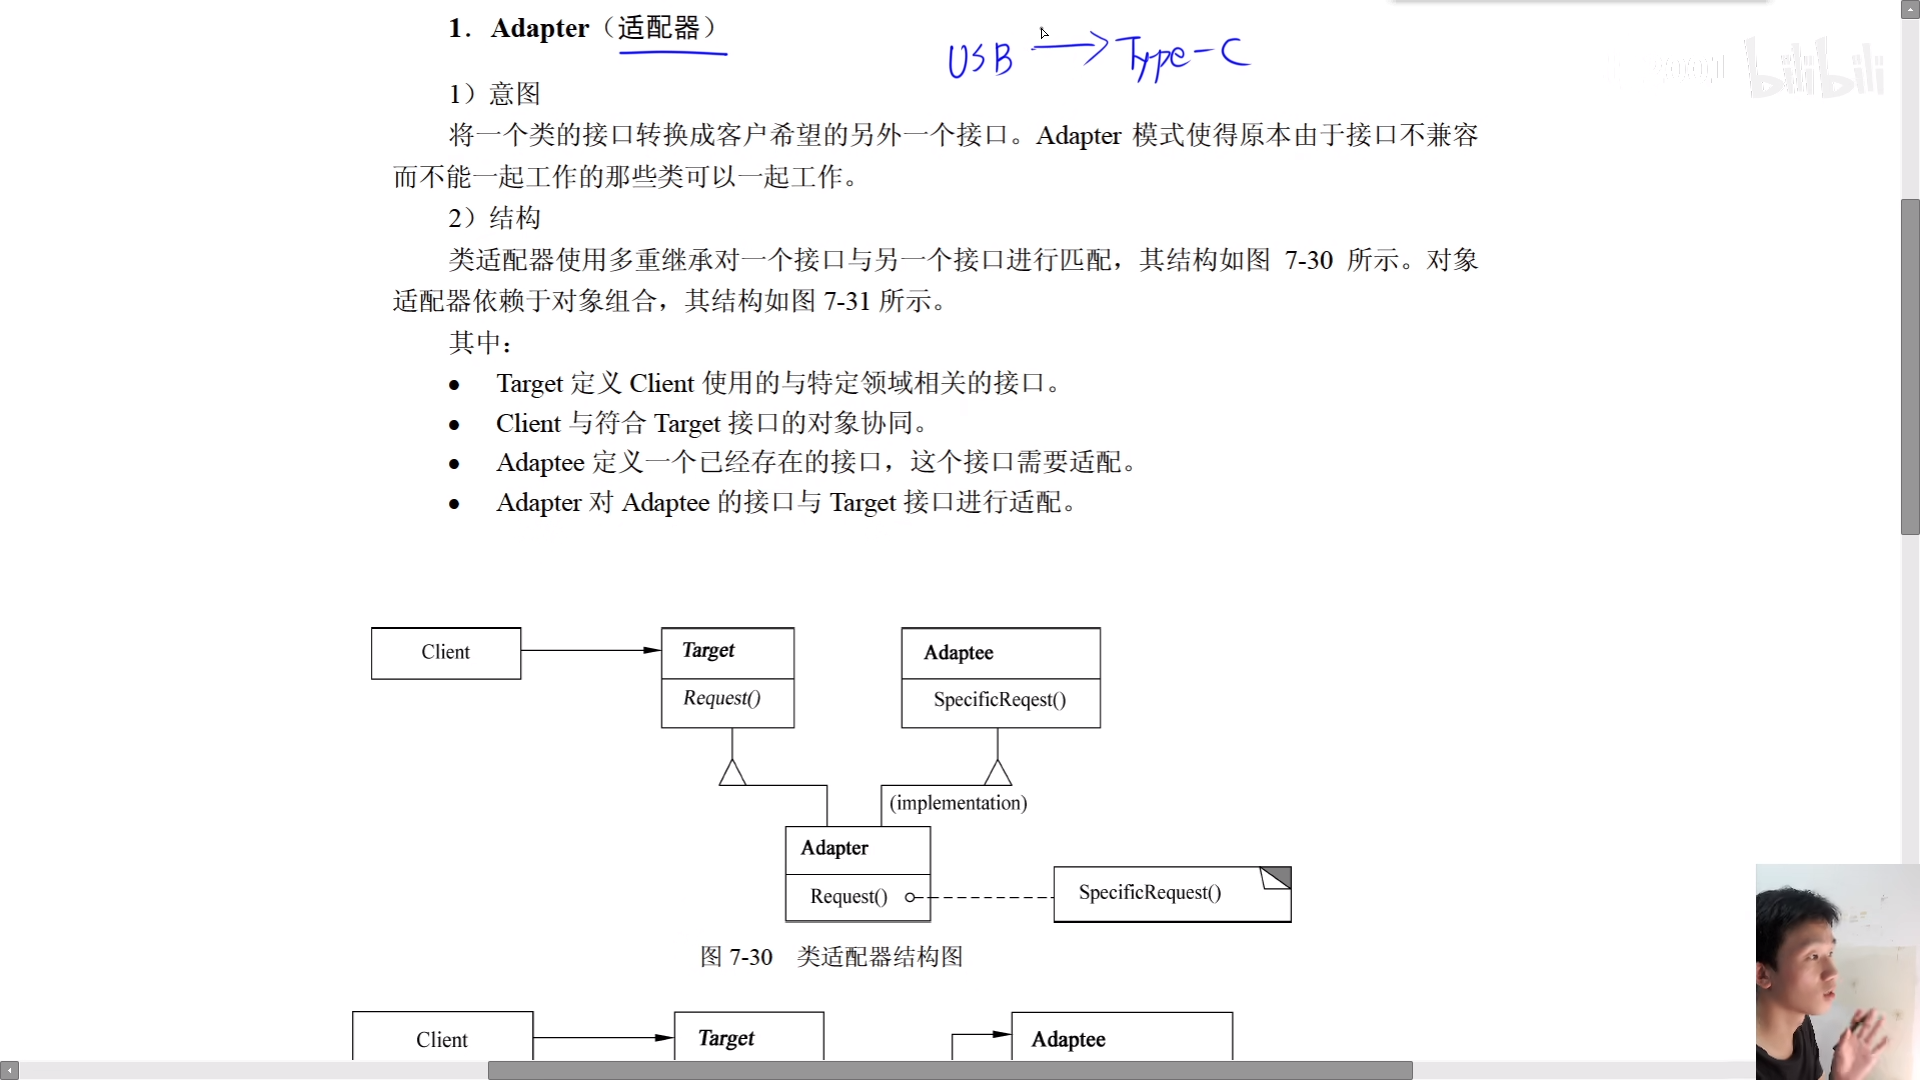 1. Adapter（适配器）
USB → Type-C
bilibili
1）意图
将一个类的接口转换成客户希望的另外一个接口。Adapter 模式使得原本由于接口不兼容
而不能一起工作的那些类可以一起工作。
2）结构
类适配器使用多重继承对一个接口与另一个接口进行匹配，其结构如图 7-30 所示。对象
适配器依赖于对象组合，其结构如图 7-31 所示。
其中：
● Target 定义 Client 使用的与特定领域相关的接口。
● Client 与符合 Target 接口的对象协同。
● Adaptee 定义一个已经存在的接口，这个接口需要适配。
● Adapter 对 Adaptee 的接口与 Target 接口进行适配。
Client
Target
Request()
Adaptee
SpecificReqest()
(implementation)
Adapter
Request()
SpecificRequest()
图 7-30 类适配器结构图
Client
Target
Adaptee